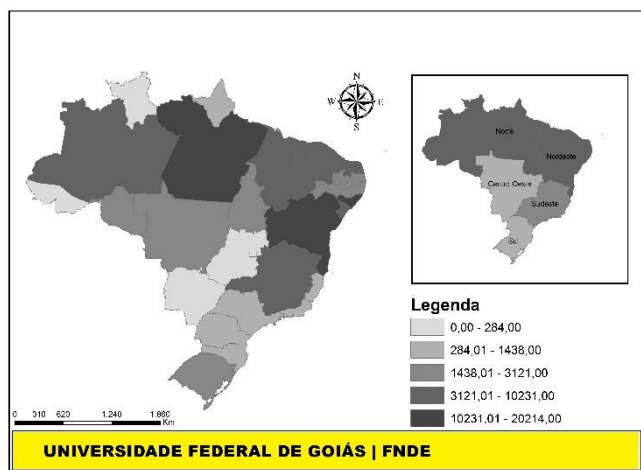 N
W E
S
Norte
Nordeste
Centro Oeste
Sudeste
Sul
Legenda
0,00 - 284,00
284,01 - 1438,00
1438,01 - 3121,00
3121,01 - 10231,00
10231,01 - 20214,00
0 310 620 1.240 1.860
Km
UNIVERSIDADE FEDERAL DE GOIÁS | FNDE